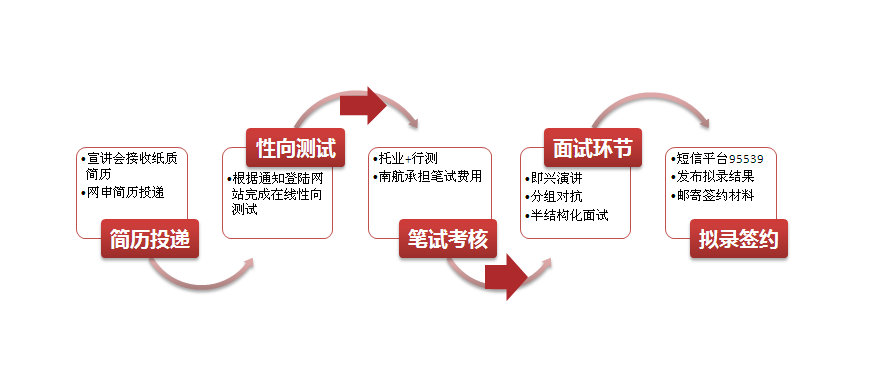 •宣讲会接收纸质
简历
•网申简历投递
简历投递
性向测试
•根据通知登陆网
站完成在线性向
测试
•托业+行测
•南航承担笔试费用
笔试考核
面试环节
•即兴演讲
•分组对抗
•半结构化面试
•短信平台95539
•发布拟录结果
•邮寄签约材料
拟录签约